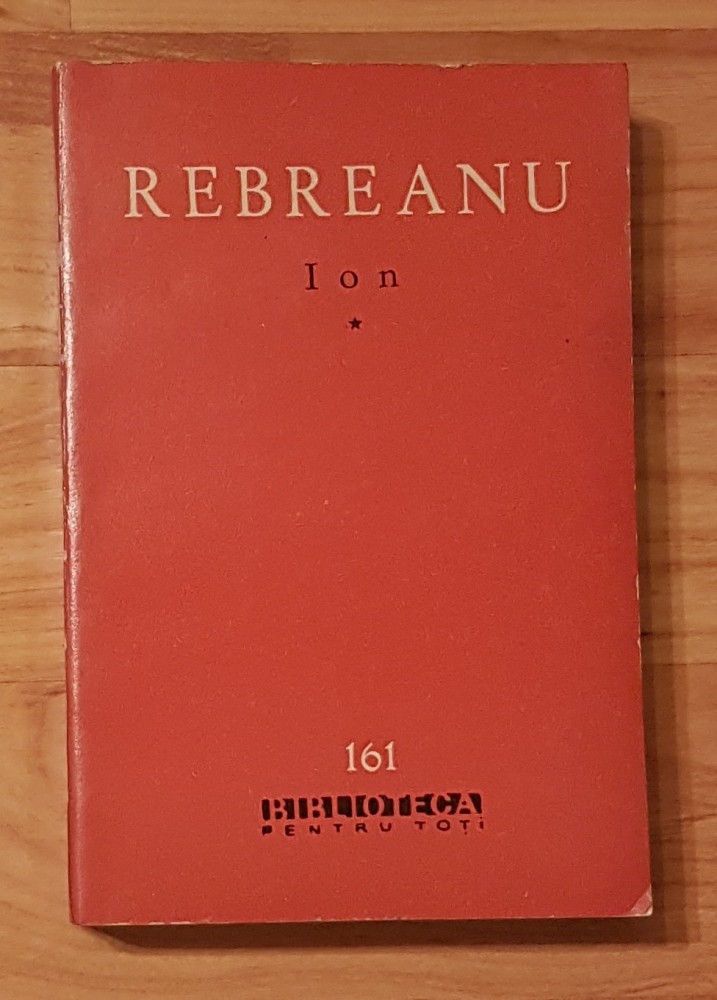 REBREANU
Ion
★
161
BIBLIOTECA
PENTRU TOȚI